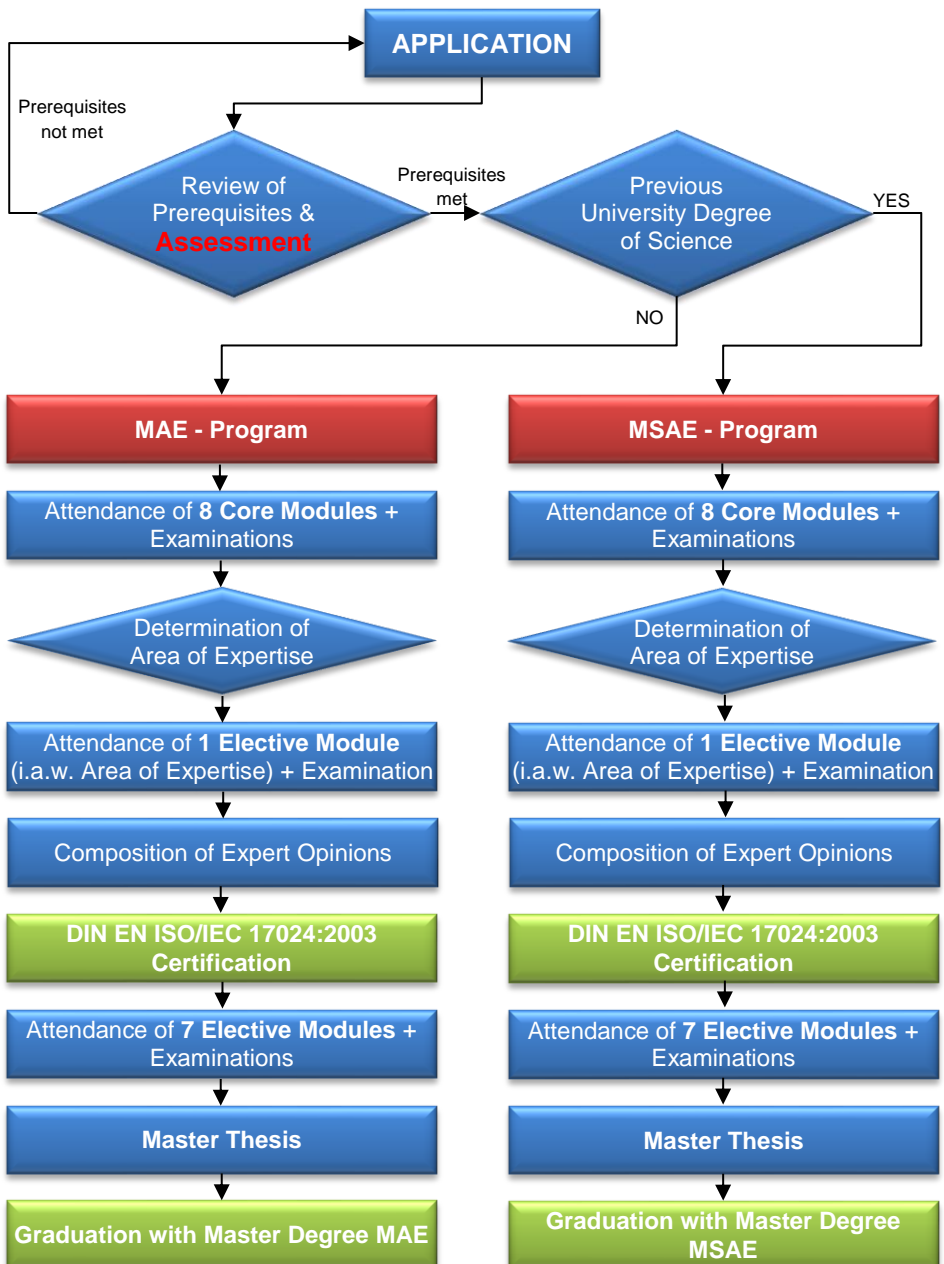 APPLICATION
Prerequisites
not met
Review of
Prerequisites &
Assessment
Prerequisites
met
Previous
University Degree
of Science
YES
NO
MAE - Program
Attendance of 8 Core Modules +
Examinations
Determination of
Area of Expertise
Attendance of 1 Elective Module
(i.a.w. Area of Expertise) + Examination
Composition of Expert Opinions
DIN EN ISO/IEC 17024:2003
Certification
Attendance of 7 Elective Modules +
Examinations
Master Thesis
Graduation with Master Degree MAE
MSAE - Program
Attendance of 8 Core Modules +
Examinations
Determination of
Area of Expertise
Attendance of 1 Elective Module
(i.a.w. Area of Expertise) + Examination
Composition of Expert Opinions
DIN EN ISO/IEC 17024:2003
Certification
Attendance of 7 Elective Modules +
Examinations
Master Thesis
Graduation with Master Degree
MSAE